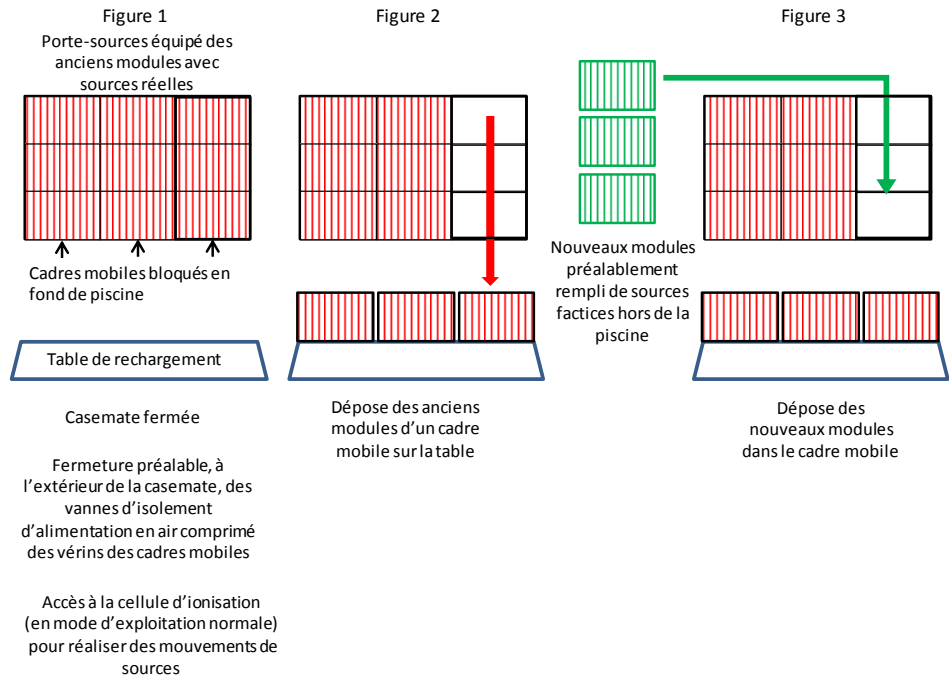 Figure 1
Porte-sources équipé des
anciens modules avec
sources réelles
Cadres mobiles bloqués en
fond de piscine
Table de rechargement
Casemate fermée
Fermeture préalable, à
l'extérieur de la casemate, des
vannes d'isolement
d'alimentation en air comprimé
des vérins des cadres mobiles
Accès à la cellule d'ionisation
(en mode d'exploitation normale)
pour réaliser des mouvements de
sources
Figure 2
Dépose des anciens
modules d'un cadre
mobile sur la table
Nouveaux modules
préalablement
rempli de sources
factices hors de la
piscine
Figure 3
Dépose des
nouveaux modules
dans le cadre mobile